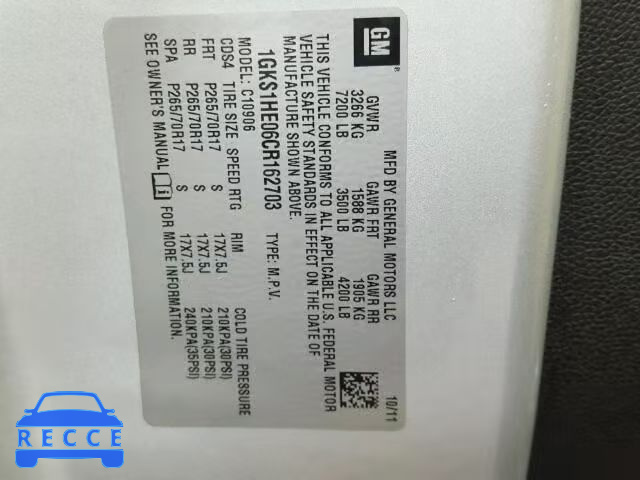 GM
®
MFD BY GENERAL MOTORS LLC 10/11
GVWR GAWR FRT GAWR RR
3266 KG 1588 KG 1905 KG
7200 LB 3500 LB 4200 LB
THIS VEHICLE CONFORMS TO ALL APPLICABLE U.S. FEDERAL MOTOR
VEHICLE SAFETY STANDARDS IN EFFECT ON THE DATE OF
MANUFACTURE SHOWN ABOVE.
1GKS1HE06CR162703 TYPE: M.P.V.
MODEL: C10906
CDS4 TIRE SIZE SPEED RTG RIM COLD TIRE PRESSURE
FRT P265/70R17 S 17X7.5J 210KPA(30PSI)
RR P265/70R17 S 17X7.5J 210KPA(30PSI)
SPA P265/70R17 S 17X7.5J 240KPA(35PSI)
SEE OWNER'S MANUAL FOR MORE INFORMATION.
RECCE